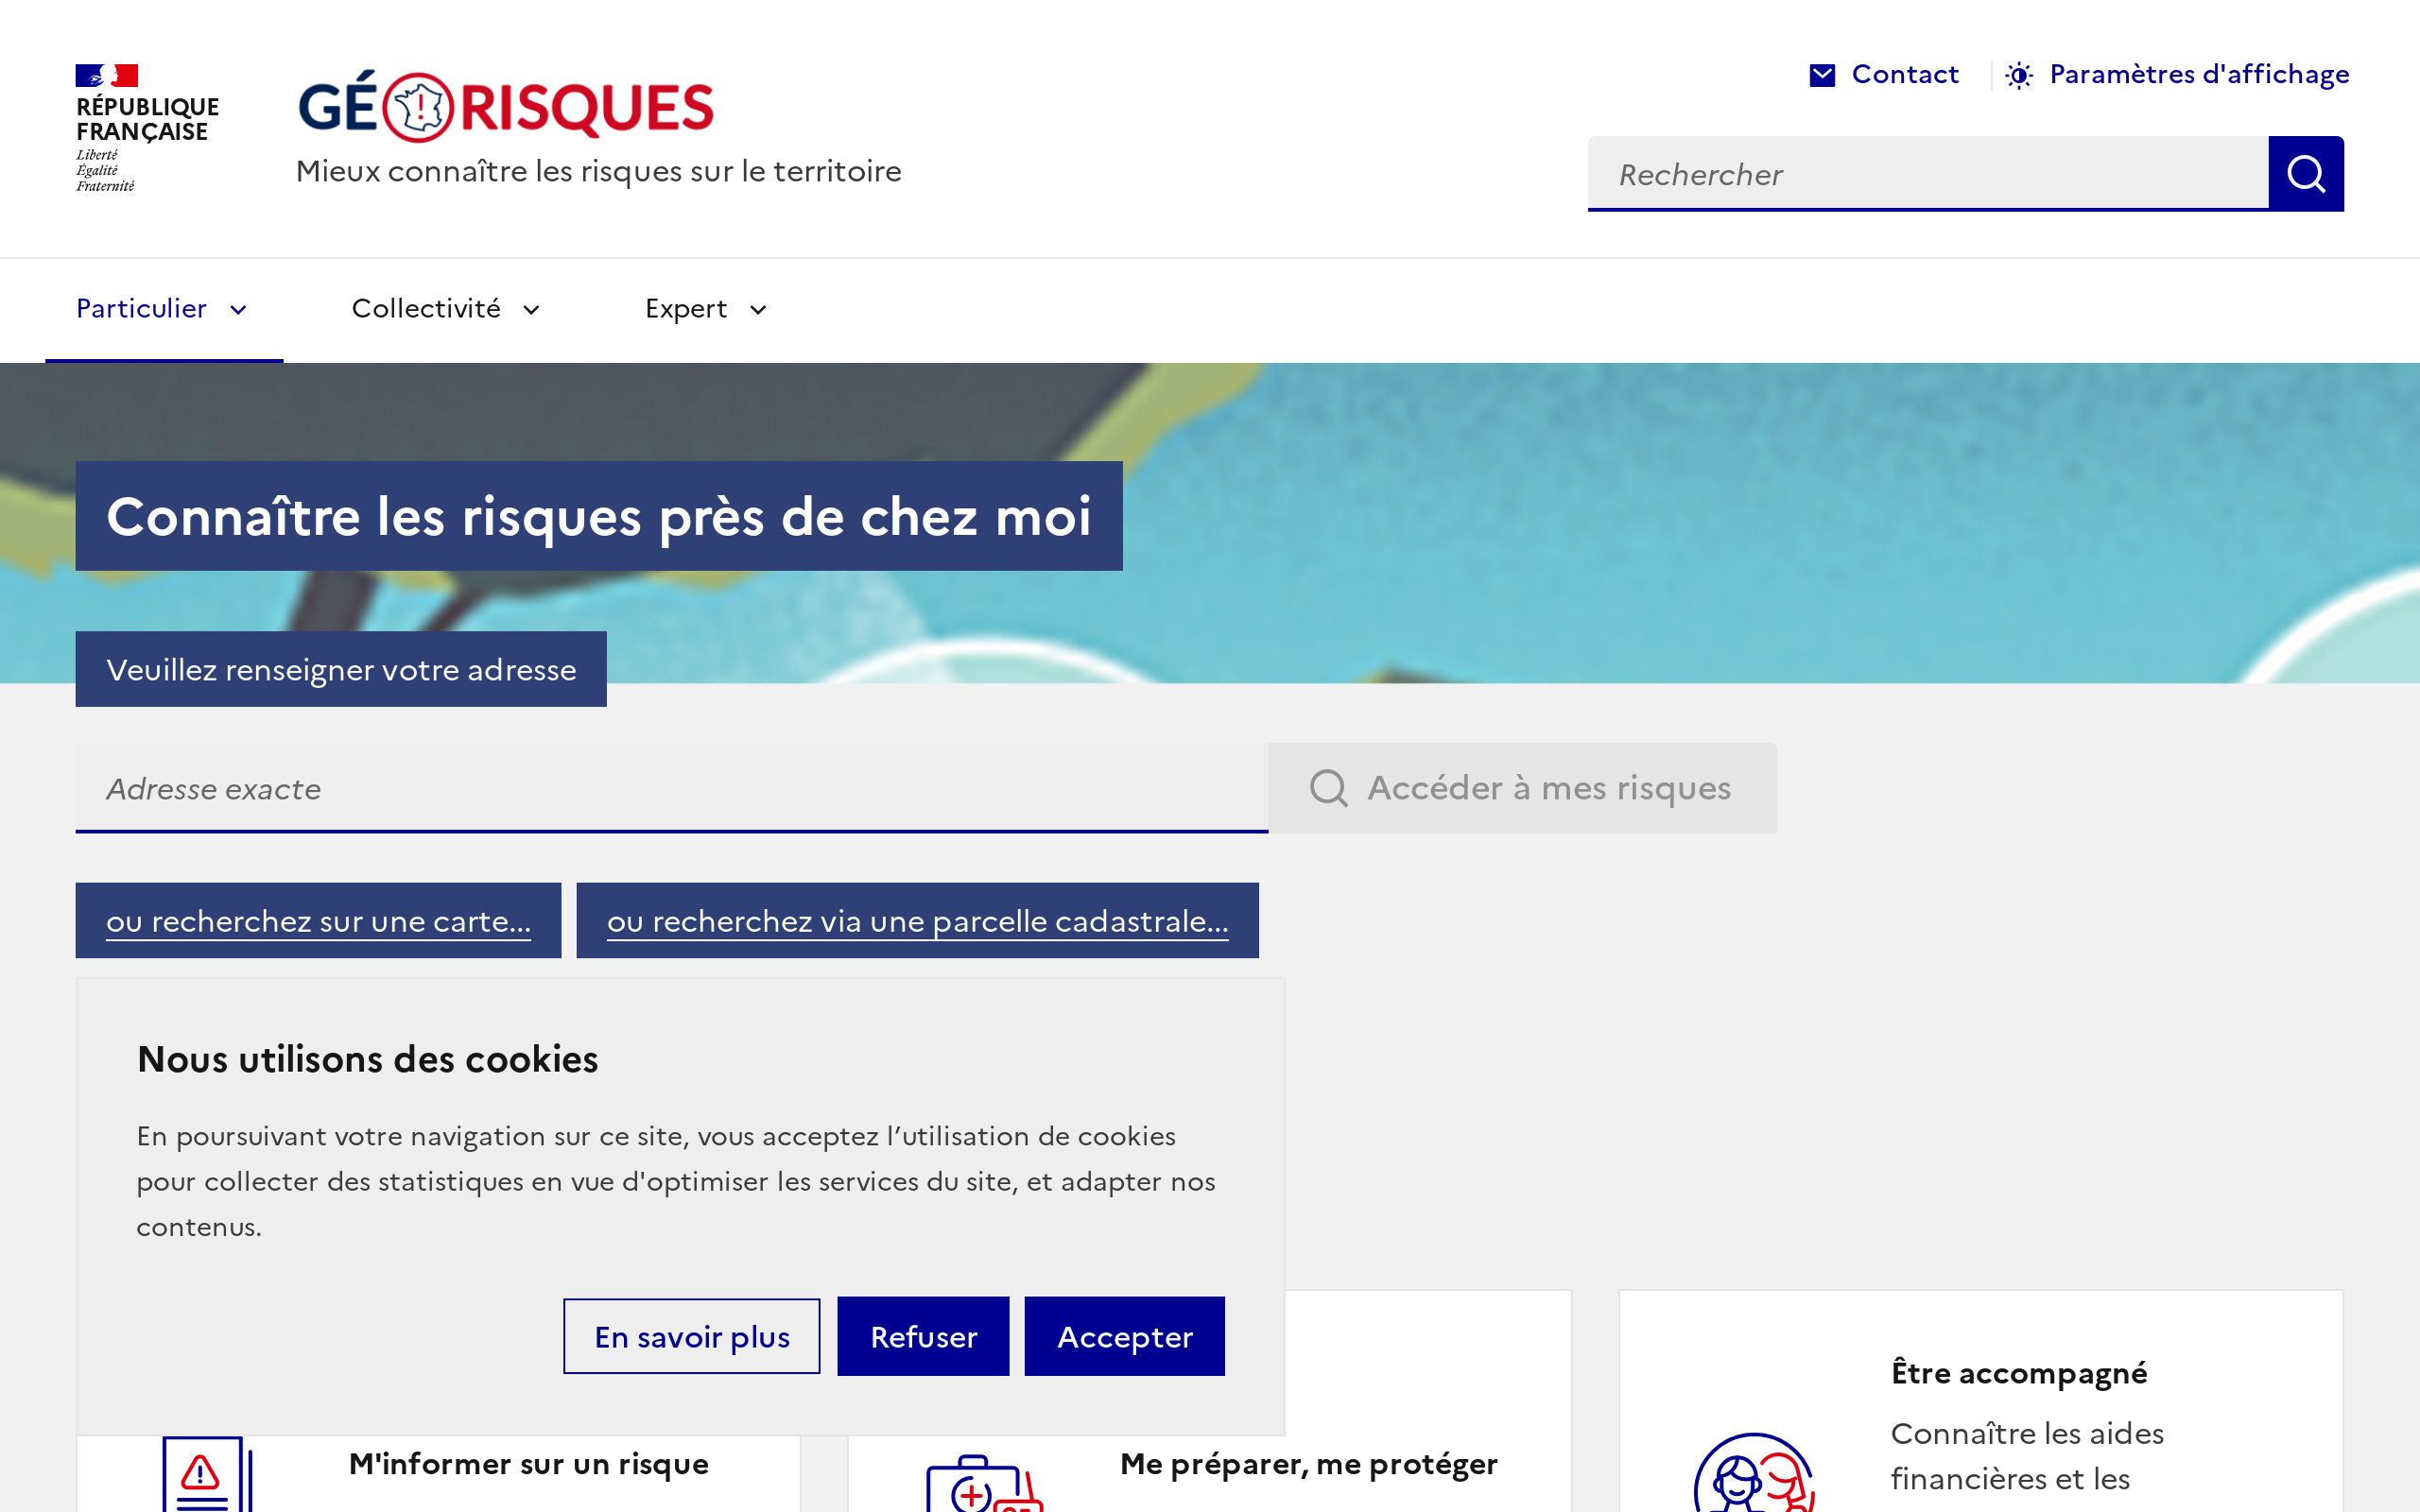 RÉPUBLIQUE
FRANÇAISE
Liberté
Égalité
Fraternité
GÉORISQUES
Mieux connaître les risques sur le territoire
Contact
Paramètres d'affichage
Rechercher
Particulier
Collectivité
Expert
Connaître les risques près de chez moi
Veuillez renseigner votre adresse
Adresse exacte
Accéder à mes risques
ou recherchez sur une carte...
ou recherchez via une parcelle cadastrale...
Nous utilisons des cookies
En poursuivant votre navigation sur ce site, vous acceptez l’utilisation de cookies
pour collecter des statistiques en vue d'optimiser les services du site, et adapter nos
contenus.
En savoir plus
Refuser
Accepter
M'informer sur un risque
Me préparer, me protéger
Être accompagné
Connaître les aides
financières et les